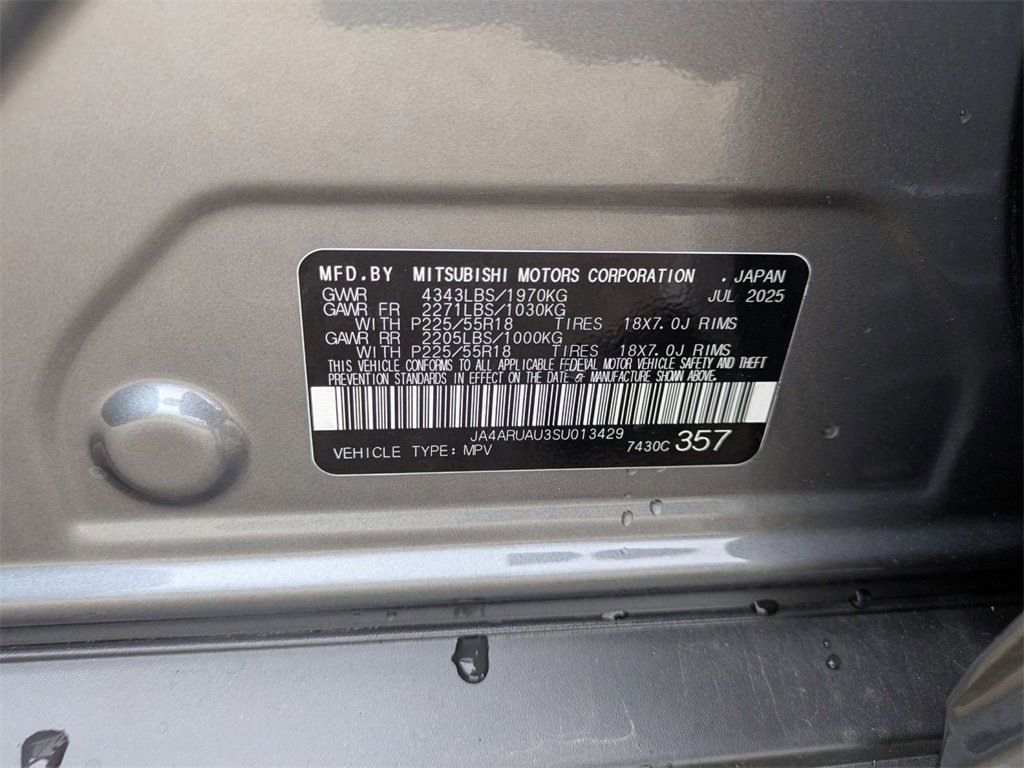 MFD.BY MITSUBISHI MOTORS CORPORATION . JAPAN
GVWR 4343LBS/1970KG JUL 2025
GAWR FR 2271LBS/1030KG
WITH P225/55R18 TIRES 18X7.0J RIMS
GAWR RR 2205LBS/1000KG
WITH P225/55R18 TIRES 18X7.0J RIMS
THIS VEHICLE CONFORMS TO ALL APPLICABLE FEDERAL MOTOR VEHICLE SAFETY AND THEFT
PREVENTION STANDARDS IN EFFECT ON THE DATE OF MANUFACTURE SHOWN ABOVE.
JA4ARUAU3SU013429
VEHICLE TYPE: MPV 7430C 357